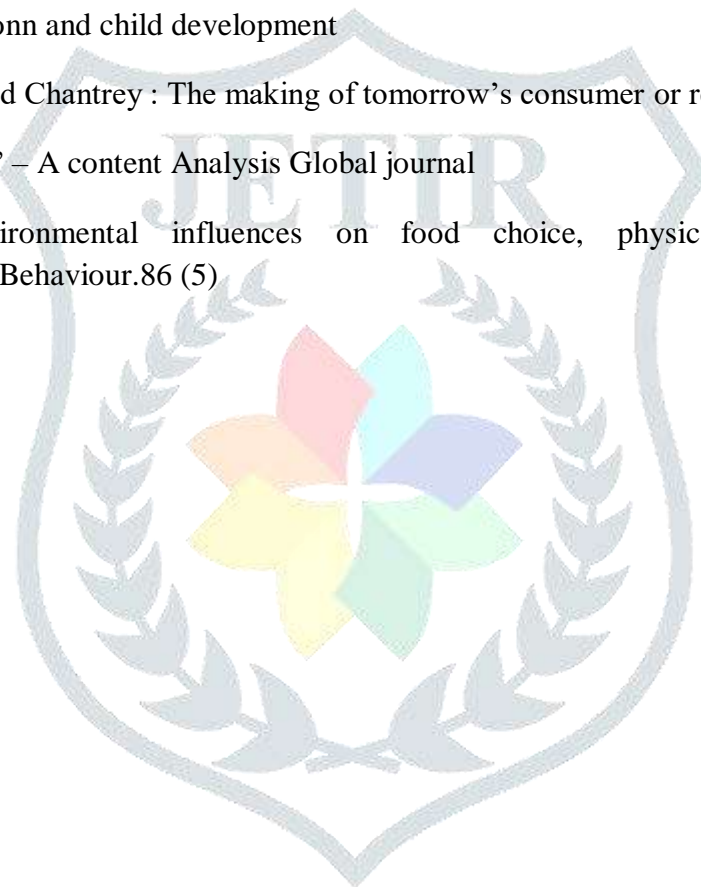 onn and child development
d Chantrey : The making of tomorrow’s consumer or r
’ – A content Analysis Global journal
JETIR
ironmental influences on food choice, physic
Behaviour.86 (5)